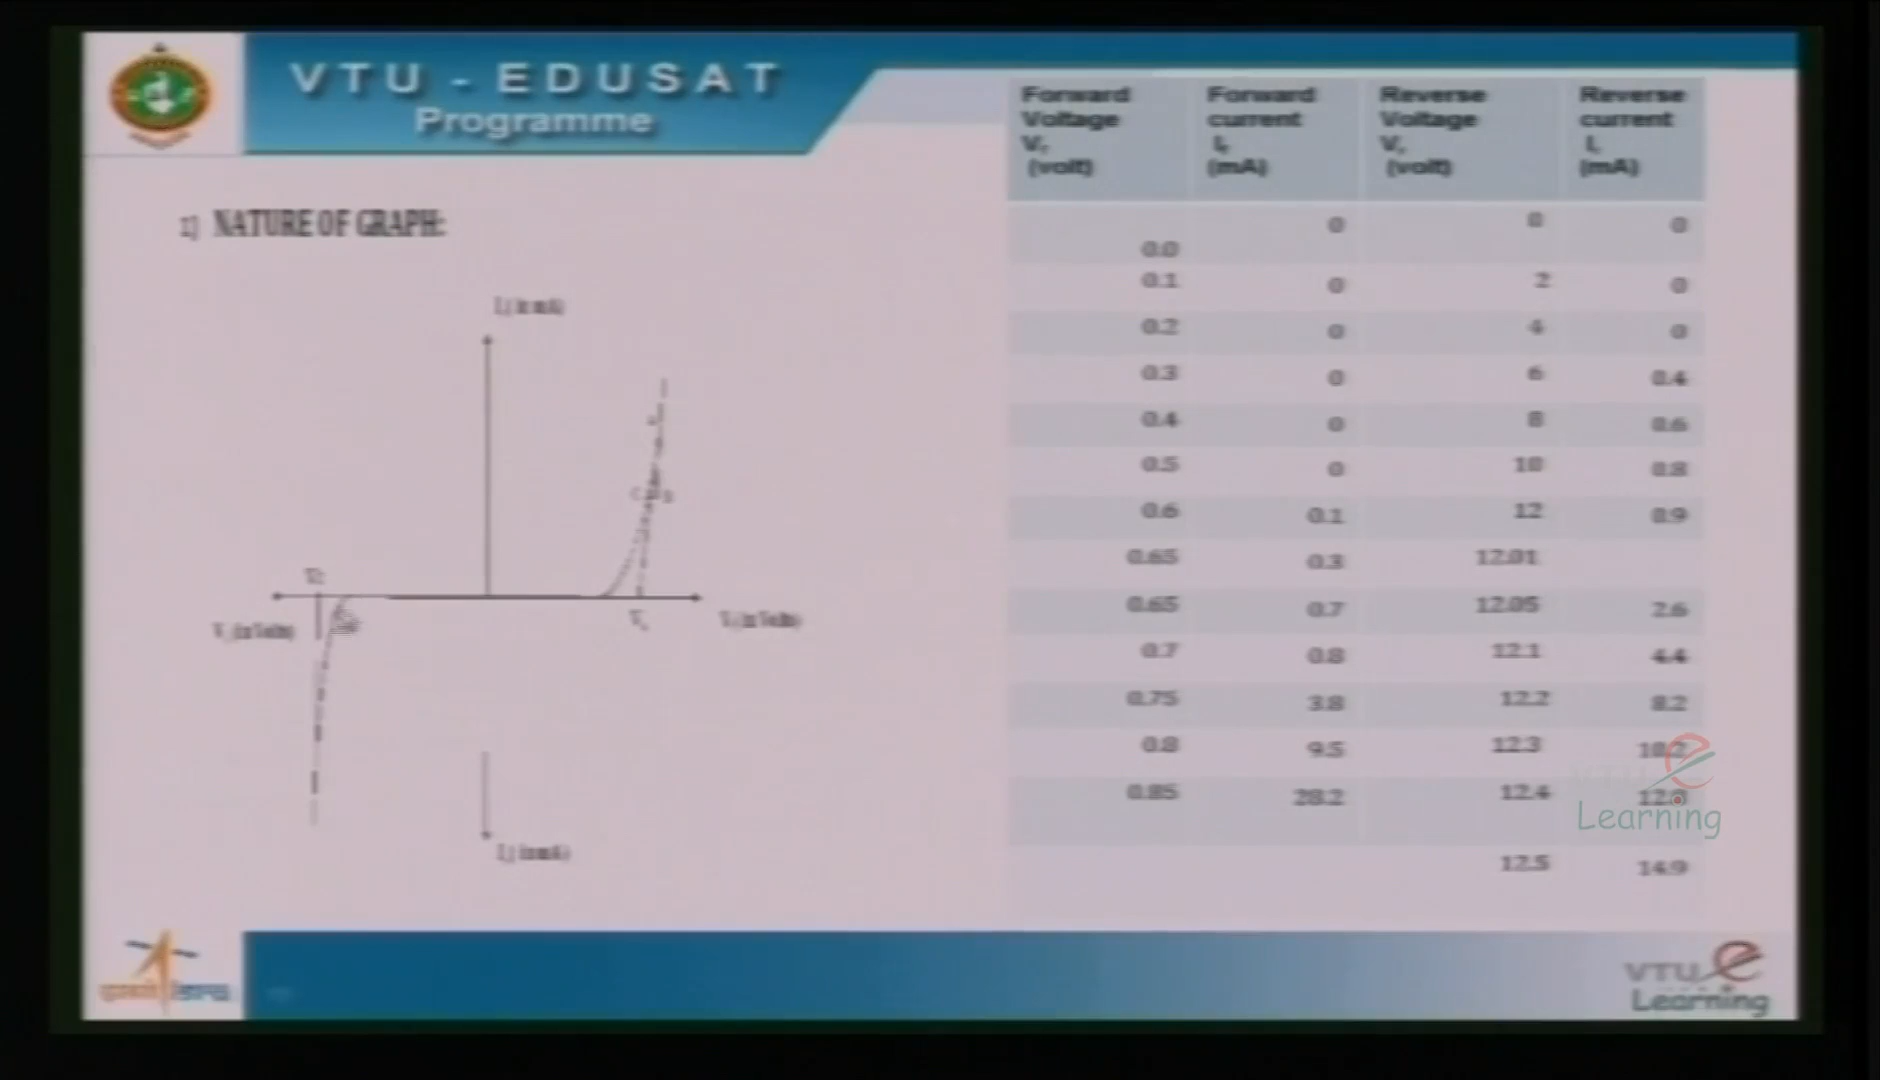 VTU - EDUSAT
Programme
1] NATURE OF GRAPH:
Forward Voltage V (volt)
Forward current I (mA)
Reverse Voltage V (volt)
Reverse current I (mA)
0.0 0 0 0
0.1 0 2 0
0.2 0 4 0
0.3 0 6 0.4
0.4 0 8 0.6
0.5 0 10 0.8
0.6 0.1 12 0.9
0.65 0.3 12.01
0.65 0.7 12.05 2.6
0.7 0.8 12.1 4.4
0.75 3.8 12.2 8.2
0.8 9.5 12.3 10.2
0.85 28.2 12.4
12.5 14.9
Learning
VTU
Learning